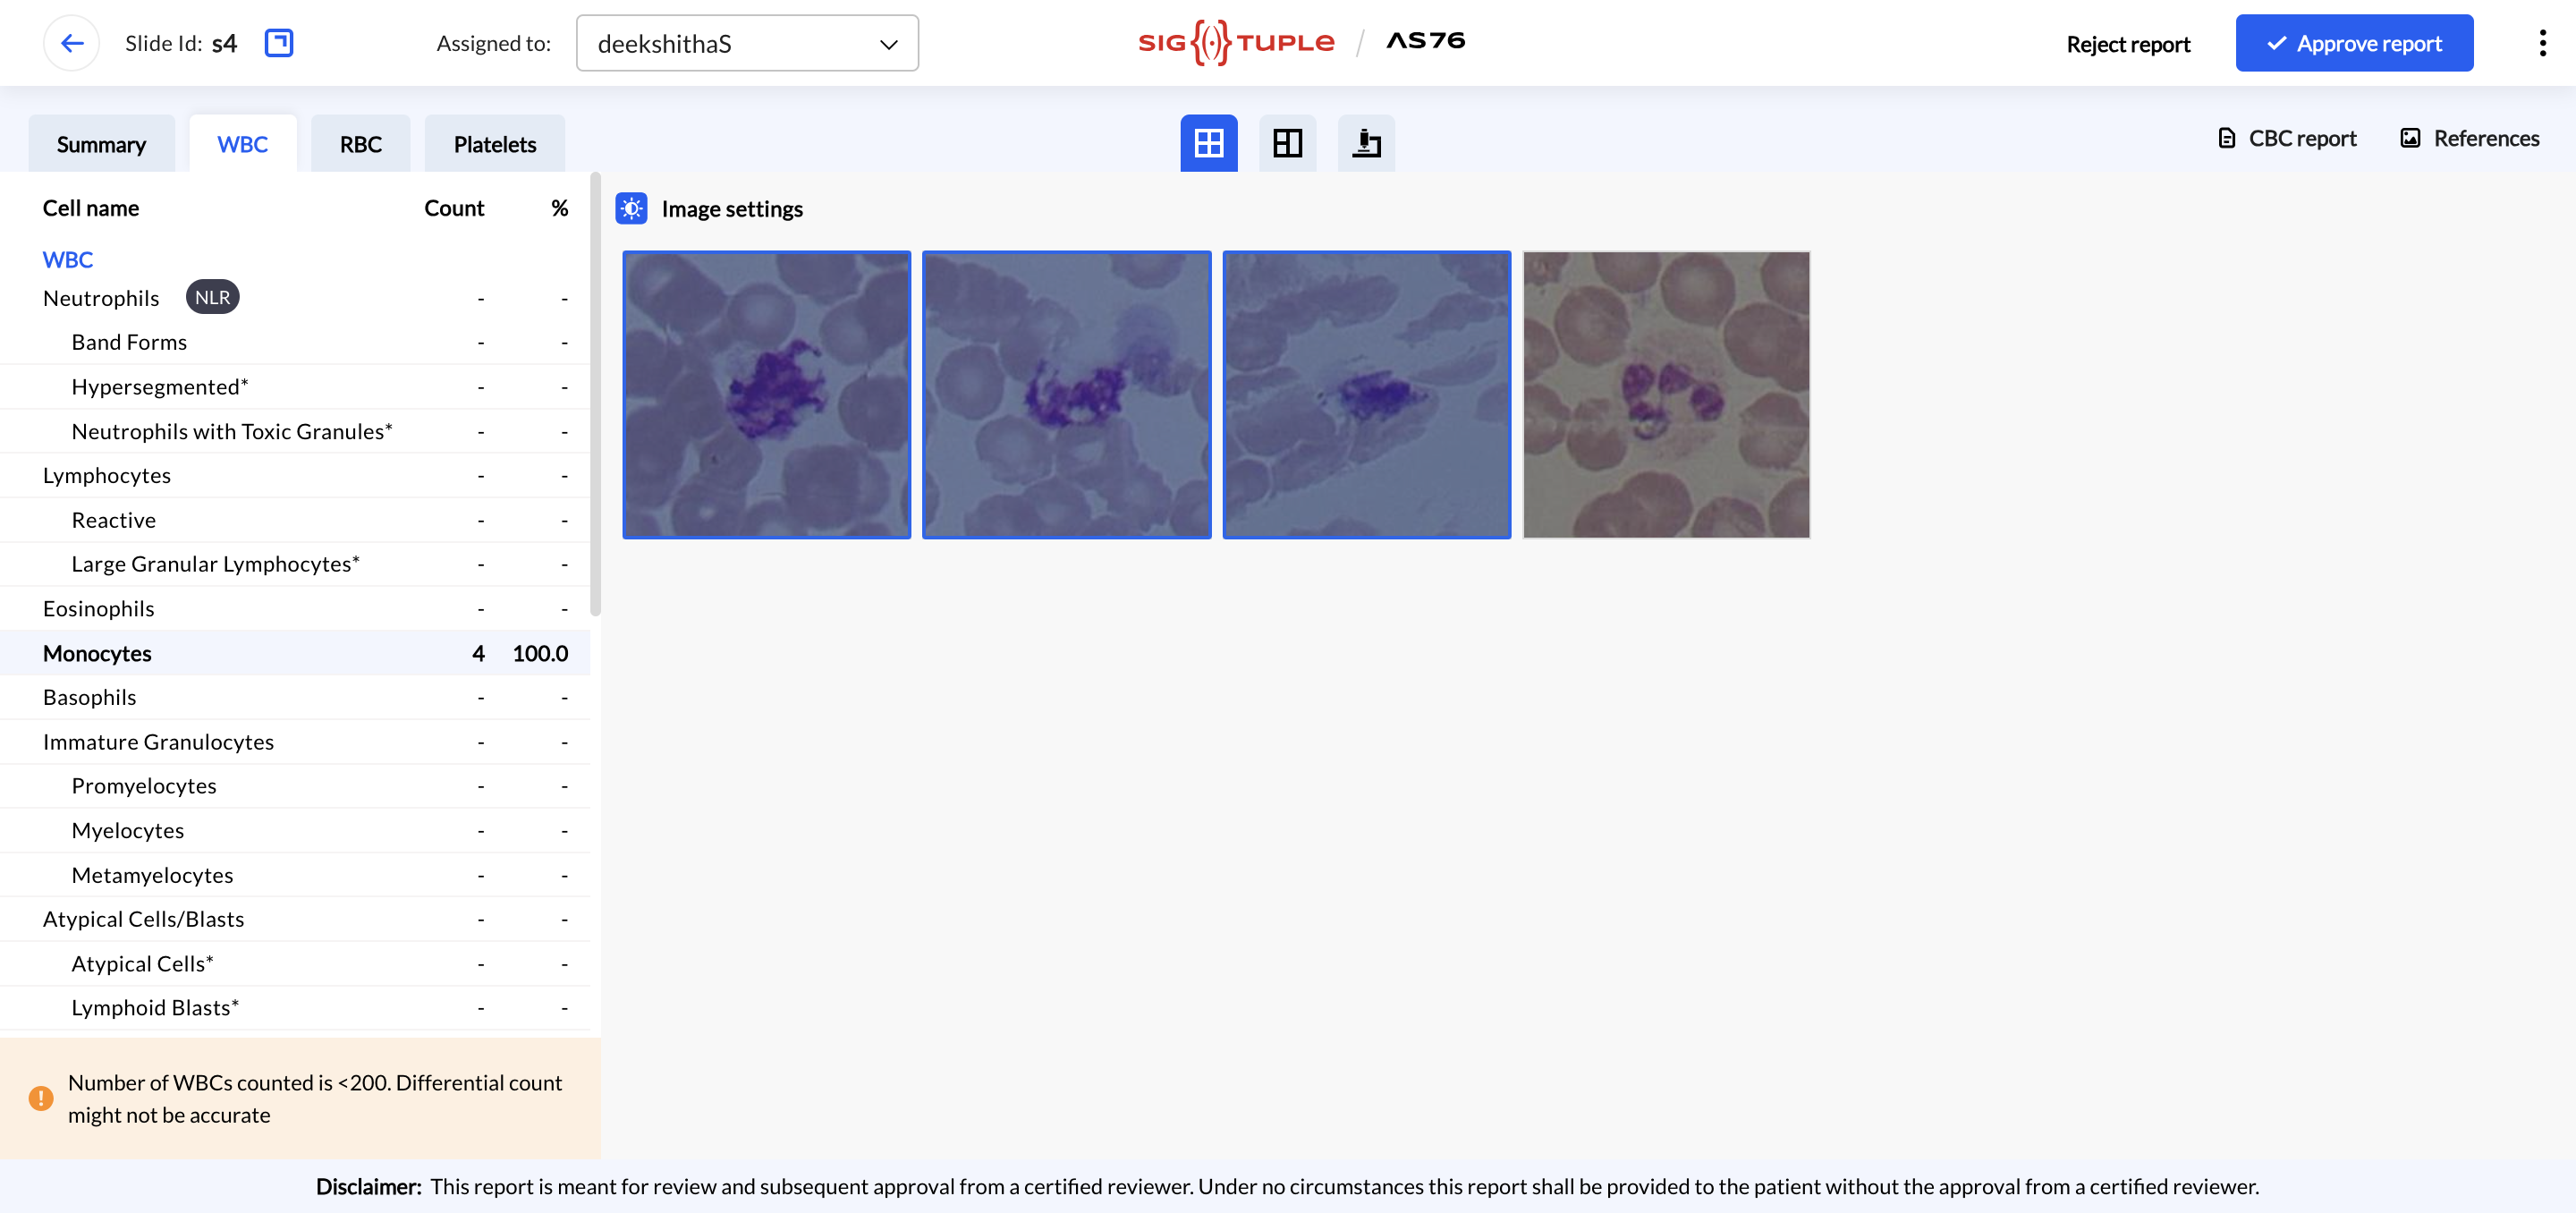 Slide Id: s4
Assigned to:
deekshithaS
SIG TUPLE / AS76
Reject report
Approve report
Summary
WBC
RBC
Platelets
CBC report
References
Cell name Count %
WBC
Neutrophils NLR - -
Band Forms - -
Hypersegmented* - -
Neutrophils with Toxic Granules* - -
Lymphocytes - -
Reactive - -
Large Granular Lymphocytes* - -
Eosinophils - -
Monocytes 4 100.0
Basophils - -
Immature Granulocytes - -
Promyelocytes - -
Myelocytes - -
Metamyelocytes - -
Atypical Cells/Blasts - -
Atypical Cells* - -
Lymphoid Blasts* - -
Number of WBCs counted is <200. Differential count
might not be accurate
Image settings
Disclaimer: This report is meant for review and subsequent approval from a certified reviewer. Under no circumstances this report shall be provided to the patient without the approval from a certified reviewer.